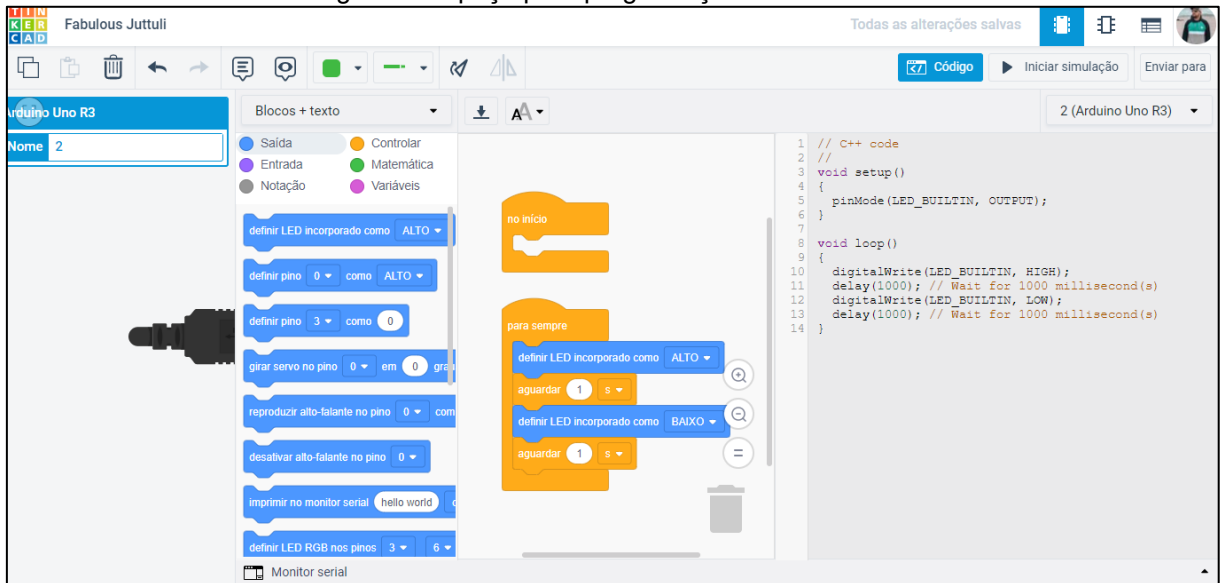 TIN
KER
CAD
Fabulous Juttuli
Todas as alterações salvas
Código
Iniciar simulação
Enviar para
Arduino Uno R3
Nome 2
Blocos + texto
2 (Arduino Uno R3)
Saída
Controlar
Entrada
Matemática
Notação
Variáveis
definir LED incorporado como ALTO
definir pino 0 como ALTO
definir pino 3 como 0
girar servo no pino 0 em 0
reproduzir alto-falante no pino 0
desativar alto-falante no pino 0
imprimir no monitor serial hello world
definir LED RGB nos pinos 3 6
no início
para sempre
definir LED incorporado como ALTO
aguardar 1 s
definir LED incorporado como BAIXO
aguardar 1 s
1 // C++ code
2 //
3 void setup()
4 {
5 pinMode(LED_BUILTIN, OUTPUT);
6 }
7
8 void loop()
9 {
10 digitalWrite(LED_BUILTIN, HIGH);
11 delay(1000); // Wait for 1000 millisecond(s)
12 digitalWrite(LED_BUILTIN, LOW);
13 delay(1000); // Wait for 1000 millisecond(s)
14 }
Monitor serial